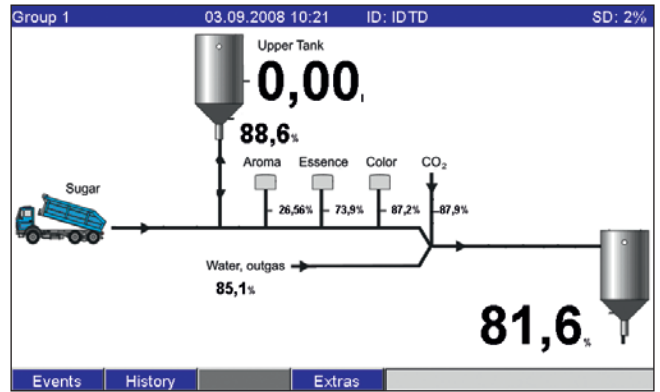 Group 1 03.09.2008 10:21 ID: IDTD SD: 2%
Upper Tank
0,00 l
88,6 %
Aroma Essence Color CO₂
Sugar
26,56% 73,9% 87,2% 87,9%
Water, outgas
85,1 %
81,6 %
Events History Extras